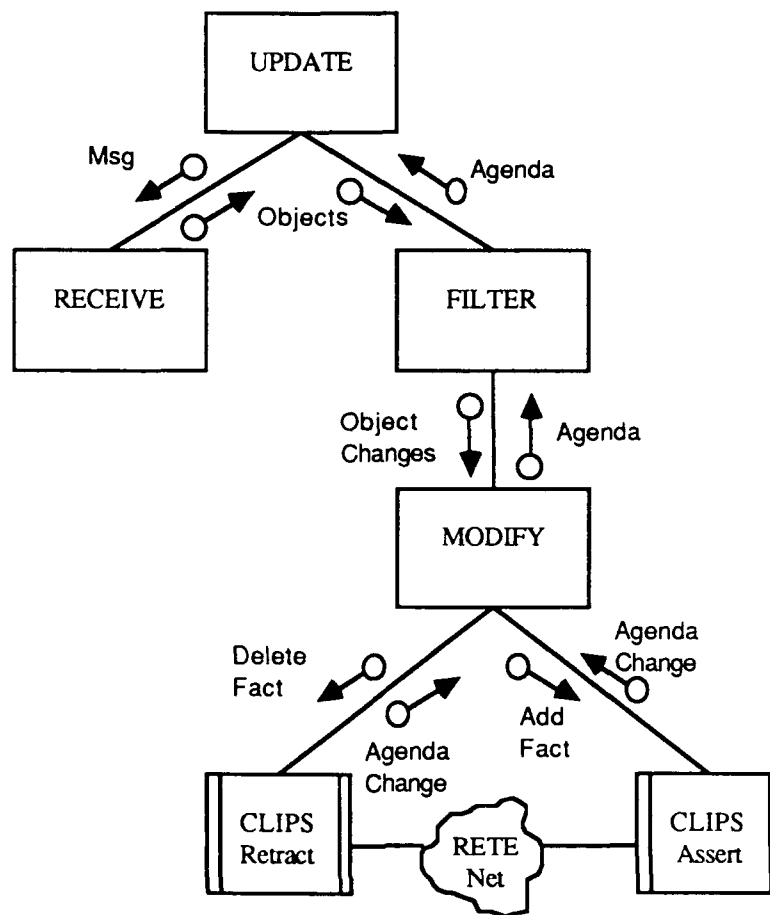 UPDATE
Msg
Agenda
Objects
RECEIVE
FILTER
Object
Changes
Agenda
MODIFY
Delete
Fact
Agenda
Change
Add
Fact
Agenda
Change
CLIPS
Retract
RETE
Net
CLIPS
Assert